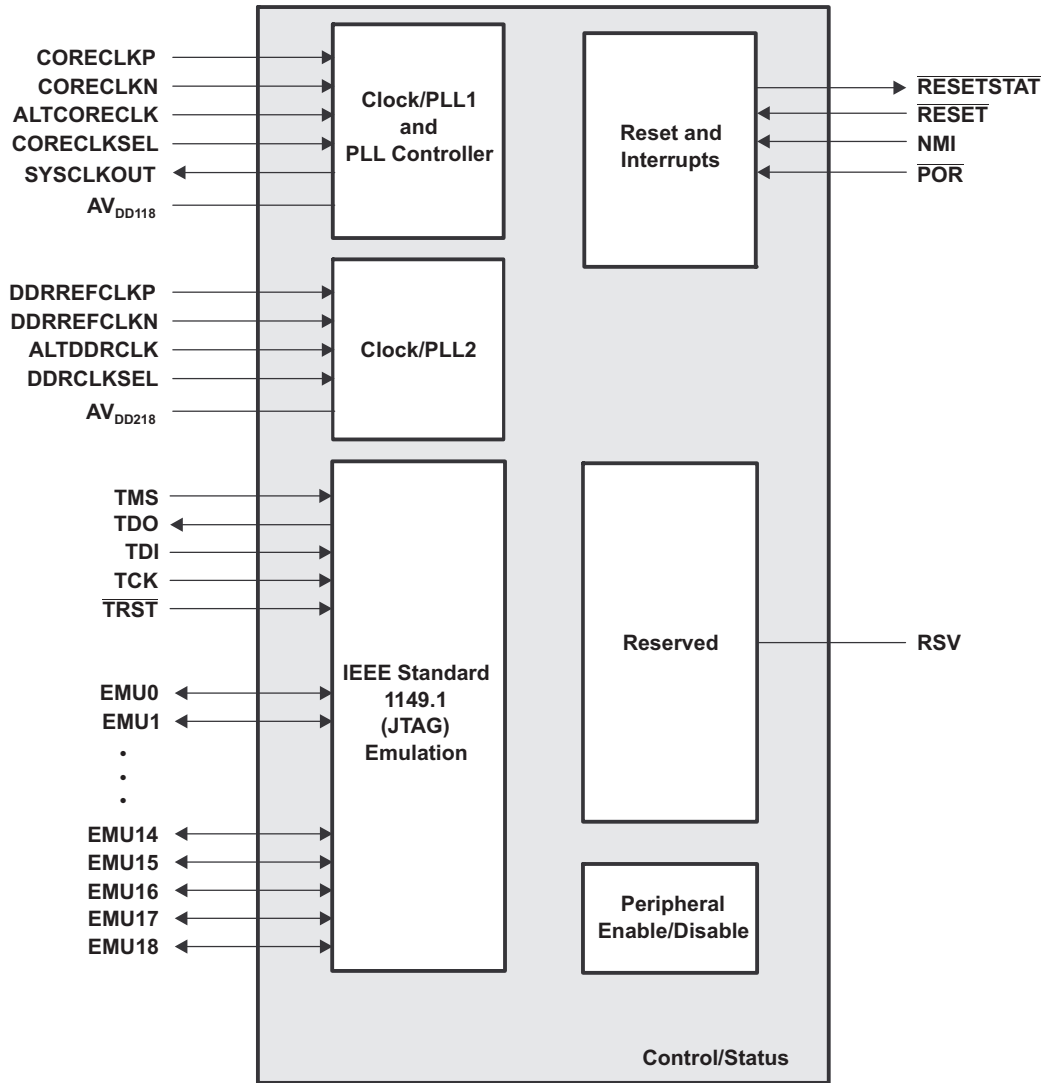 CORECLKP
CORECLKN
ALTCORECLK
CORECLKSEL
SYSCLKOUT
AVDD118
Clock/PLL1
and
PLL Controller
Reset and
Interrupts
RESETSTAT
RESET
NMI
POR
DDRREFCLKP
DDRREFCLKN
ALTDDRCLK
DDRCLKSEL
AVDD218
Clock/PLL2
TMS
TDO
TDI
TCK
TRST
EMU0
EMU1
EMU14
EMU15
EMU16
EMU17
EMU18
IEEE Standard
1149.1
(JTAG)
Emulation
Reserved
RSV
Peripheral
Enable/Disable
Control/Status